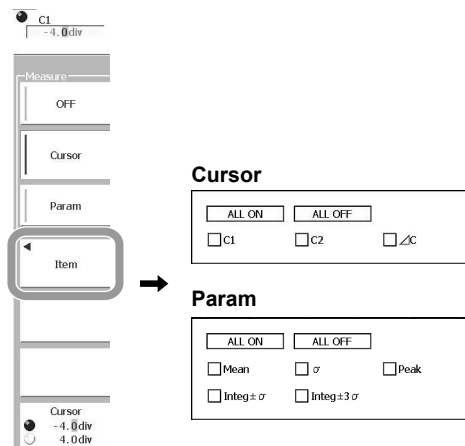 C1
-4.0div
Measure
OFF
Cursor
Param
Item
Cursor
-4.0div
4.0div
Cursor
ALL ON ALL OFF
C1 C2 ⊿C
Param
ALL ON ALL OFF
Mean σ Peak
Integ±σ Integ±3σ